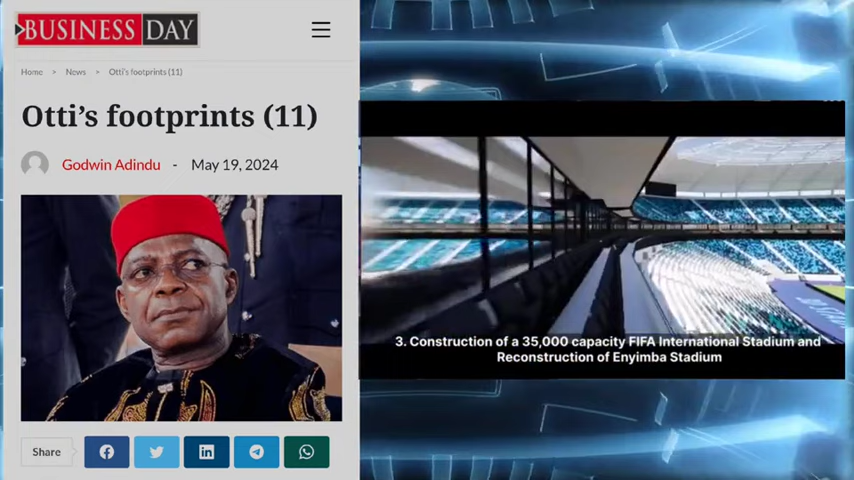 BUSINESS DAY
Home > News > Otti's footprints (11)
Otti's footprints (11)
Godwin Adindu - May 19, 2024
Share
3. Construction of a 35,000 capacity FIFA International Stadium and
Reconstruction of Enyimba Stadium